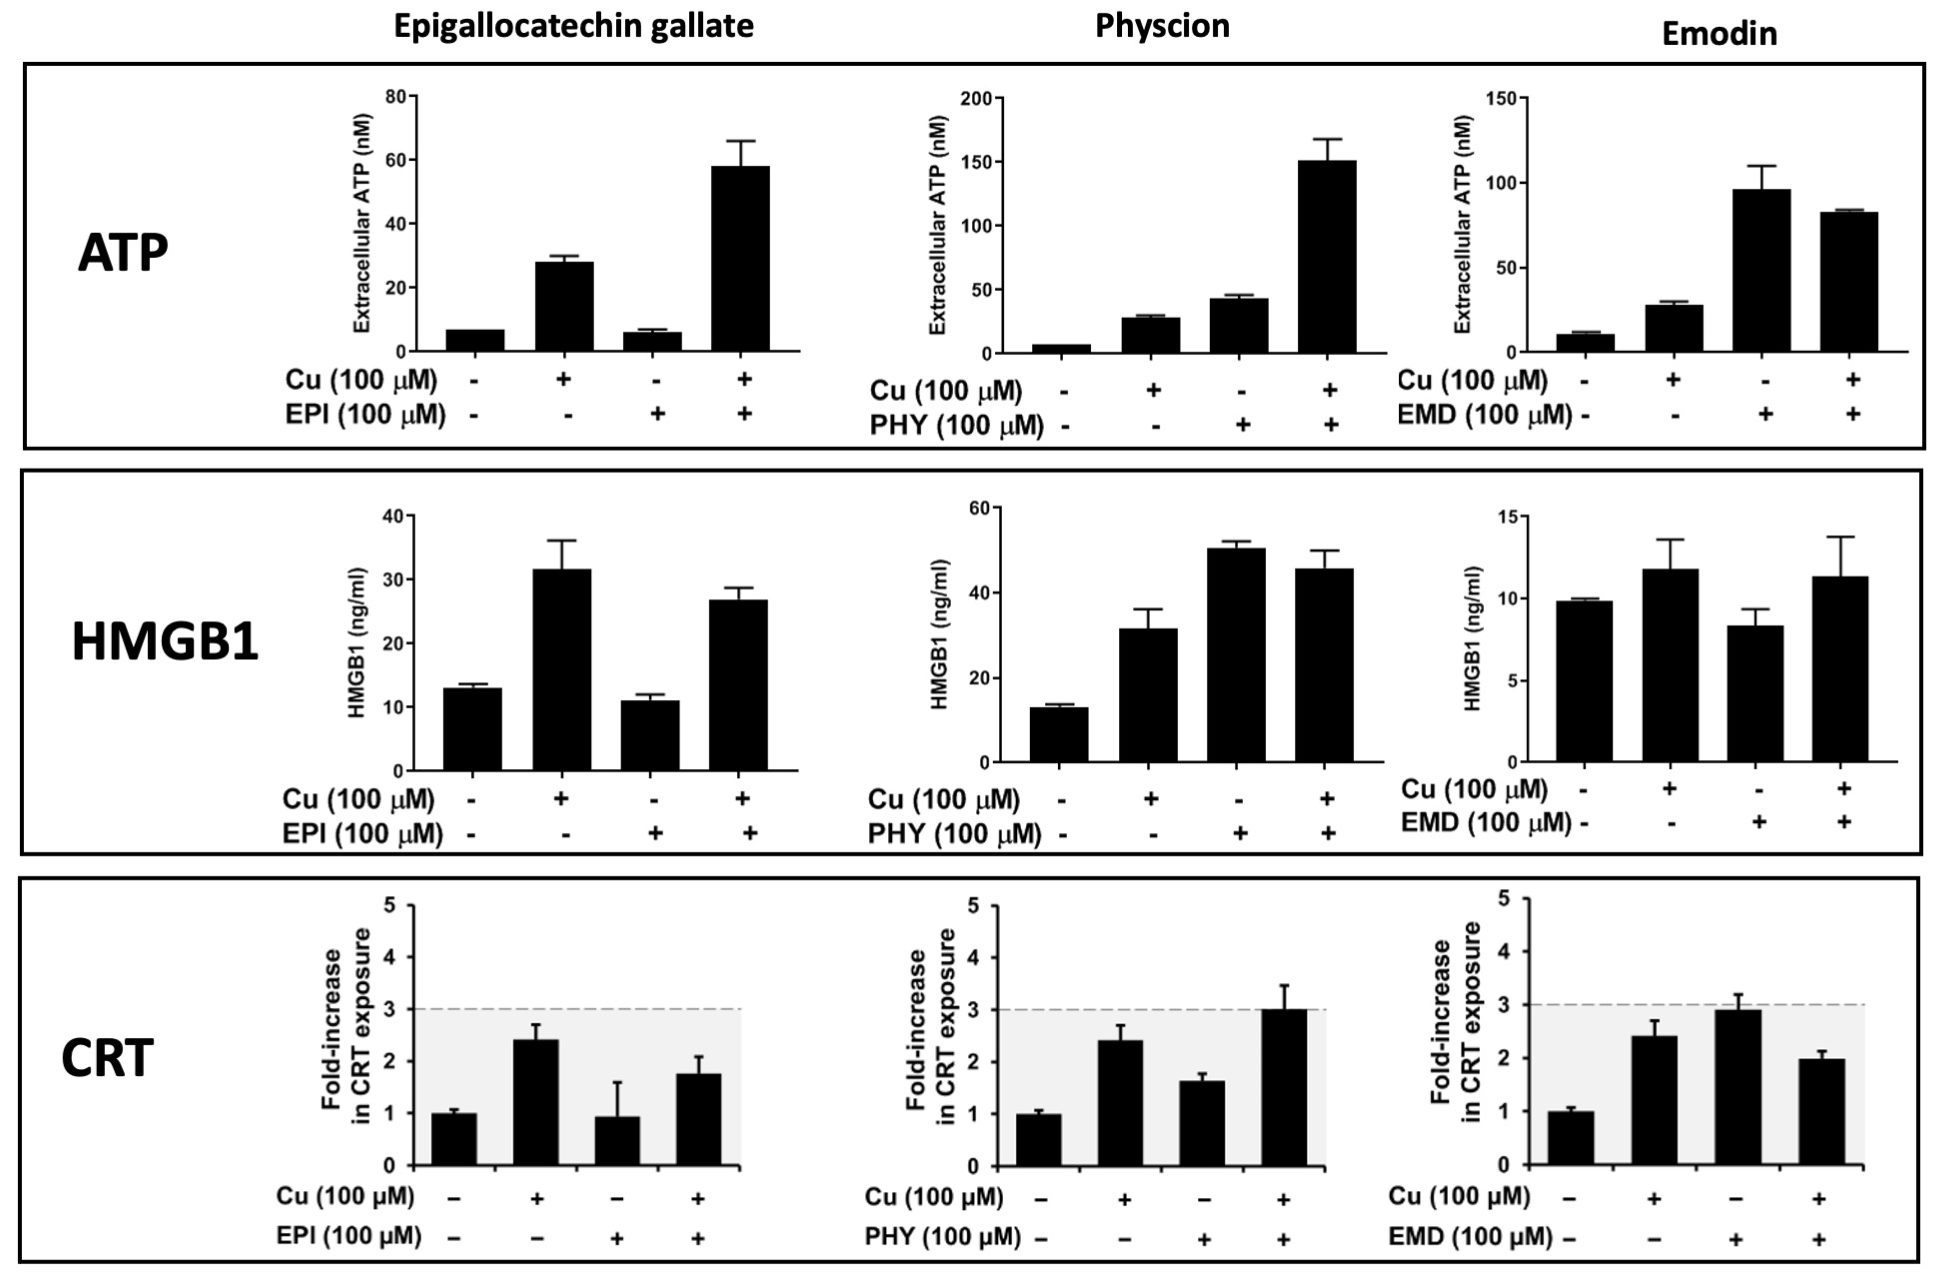 Epigallocatechin gallate
Physcion
Emodin
ATP
Extracellular ATP (nM)
80
60
40
20
0
Cu (100 μM) - + - +
EPI (100 μM) - - + +
Extracellular ATP (nM)
200
150
100
50
0
Cu (100 μM) - + - +
PHY (100 μM) - - + +
Extracellular ATP (nM)
150
100
50
0
Cu (100 μM) - + - +
EMD (100 μM) - - + +
HMGB1
HMGB1 (ng/ml)
40
30
20
10
0
Cu (100 μM) - + - +
EPI (100 μM) - - + +
HMGB1 (ng/ml)
60
40
20
0
Cu (100 μM) - + - +
PHY (100 μM) - - + +
HMGB1 (ng/ml)
15
10
5
0
Cu (100 μM) - + - +
EMD (100 μM) - - + +
CRT
Fold-increase
in CRT exposure
5
4
3
2
1
0
Cu (100 μM) – + – +
EPI (100 μM) – – + +
Fold-increase
in CRT exposure
5
4
3
2
1
0
Cu (100 μM) – + – +
PHY (100 μM) – – + +
Fold-increase
in CRT exposure
5
4
3
2
1
0
Cu (100 μM) – + – +
EMD (100 μM) – – + +